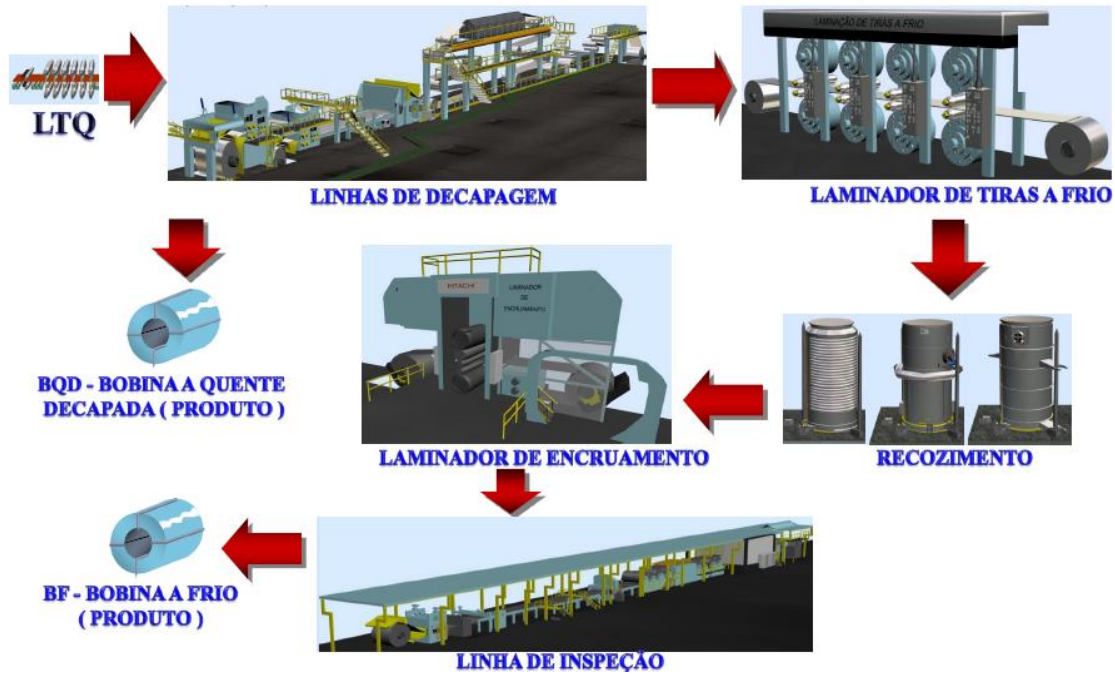 LAMINAÇÃO DE TIRAS A FRIO
LTQ
LINHAS DE DECAPAGEM
LAMINADOR DE TIRAS A FRIO
HITACHI
LAMINADOR
DE
ENCRUAMENTO
BQD - BOBINA A QUENTE
DECAPADA ( PRODUTO )
LAMINADOR DE ENCRUAMENTO
RECOZIMENTO
BF - BOBINA A FRIO
( PRODUTO )
LINHA DE INSPEÇÃO